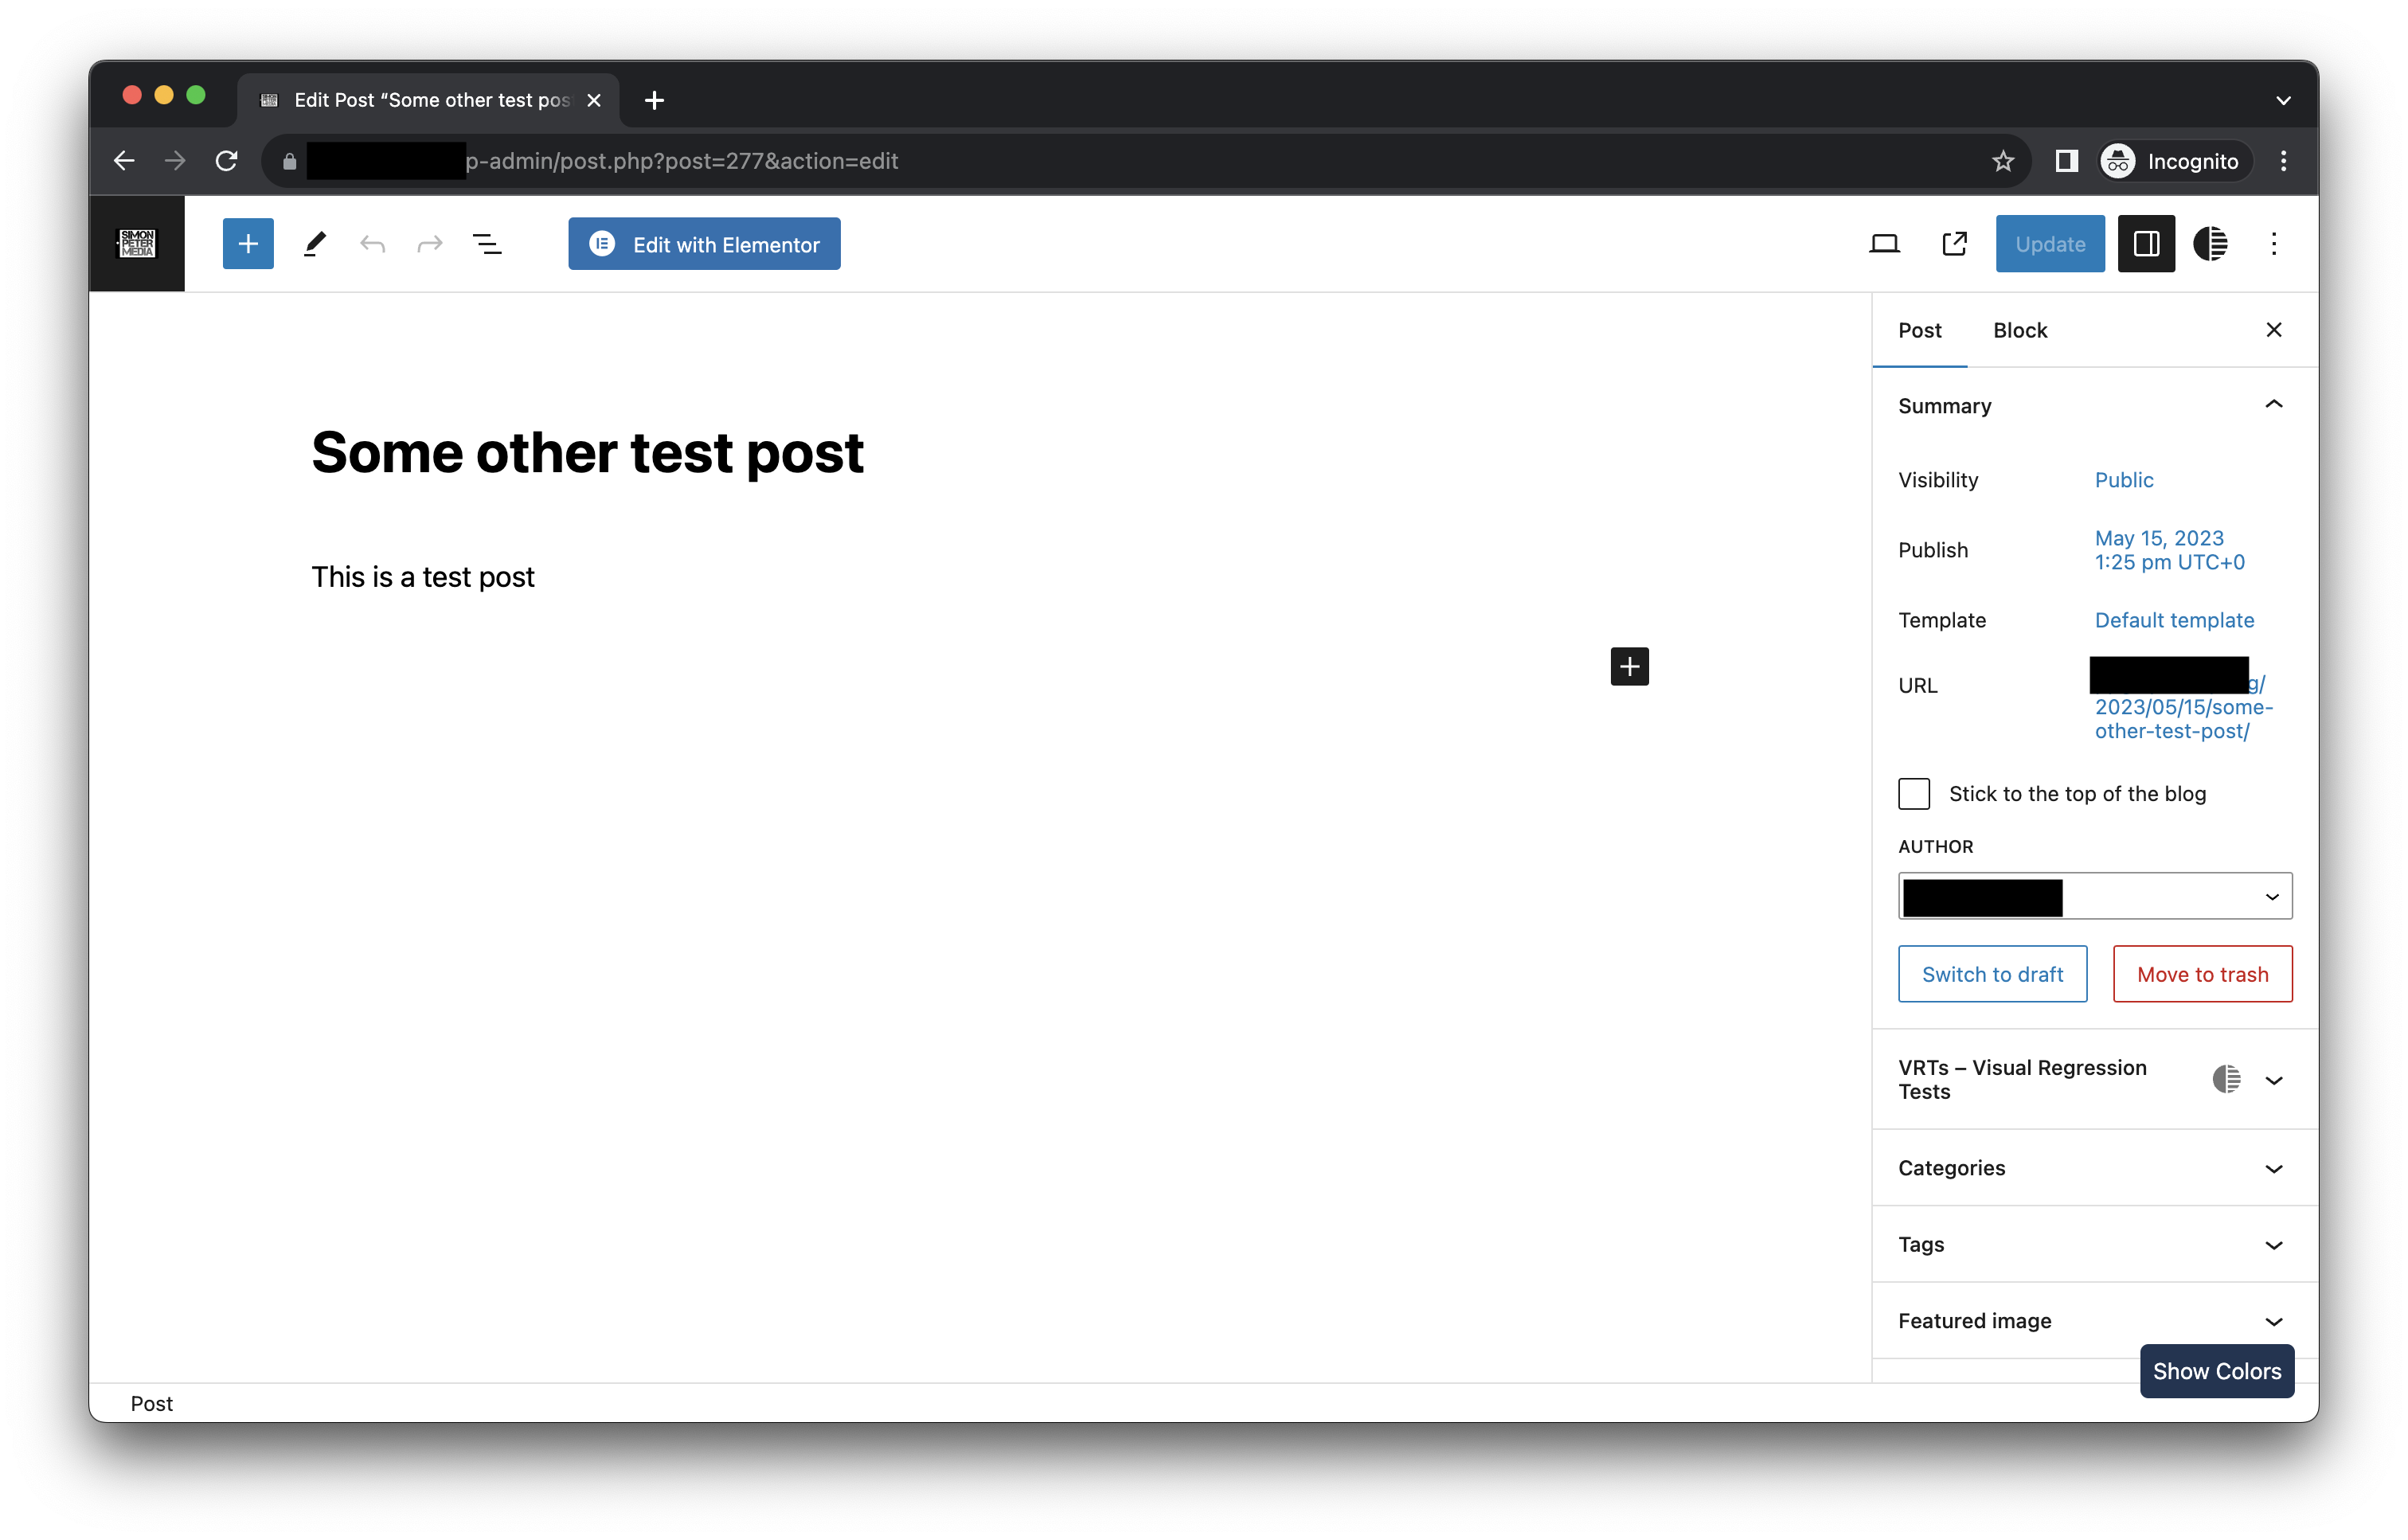 Edit Post “Some other test pos
p-admin/post.php?post=277&action=edit
Incognito
SIMON
PETER
MEDIA
Edit with Elementor
Update
Post Block
Summary
Visibility Public
Publish May 15, 2023
1:25 pm UTC+0
Template Default template
URL g/
2023/05/15/some-
other-test-post/
Stick to the top of the blog
AUTHOR
Switch to draft Move to trash
VRTs – Visual Regression
Tests
Categories
Tags
Featured image
Show Colors
Some other test post
This is a test post
Post